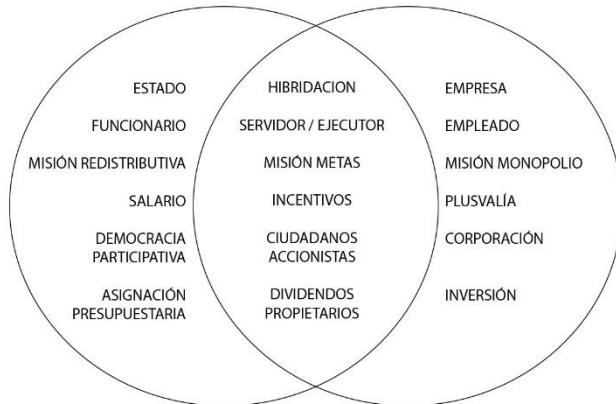 ESTADO
HIBRIDACION
EMPRESA
FUNCIONARIO
SERVIDOR / EJECUTOR
EMPLEADO
MISIÓN REDISTRIBUTIVA
MISIÓN METAS
MISIÓN MONOPOLIO
SALARIO
INCENTIVOS
PLUSVALÍA
DEMOCRACIA
PARTICIPATIVA
CIUDADANOS
ACCIONISTAS
CORPORACIÓN
ASIGNACIÓN
PRESUPUESTARIA
DIVIDENDOS
PROPIETARIOS
INVERSIÓN